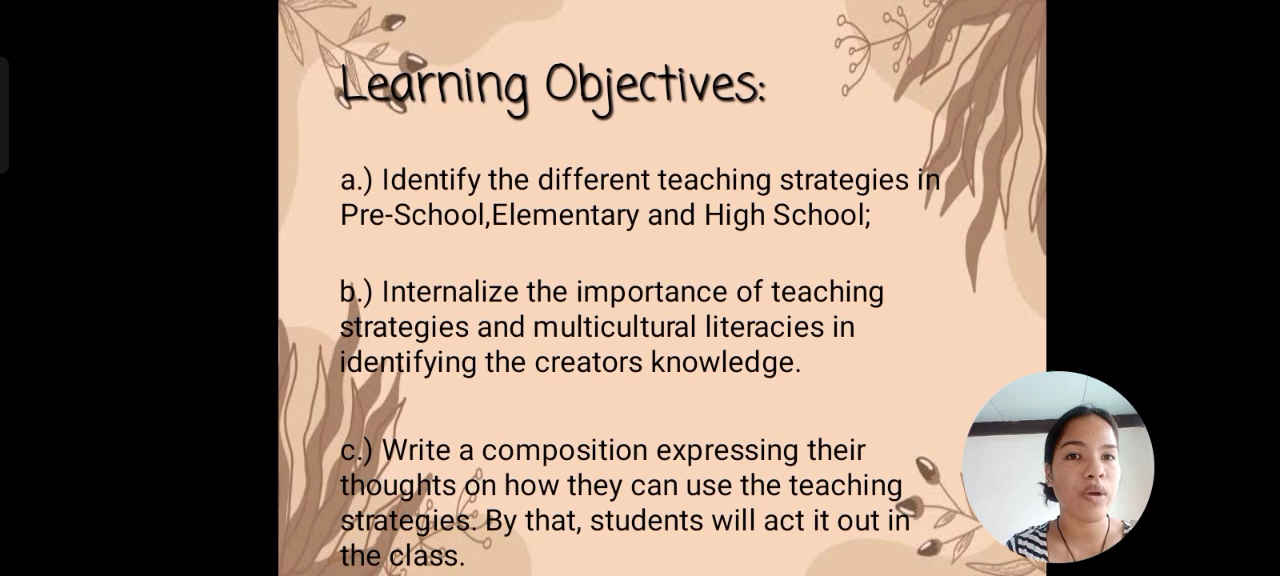 Learning Objectives:
a.) Identify the different teaching strategies in
Pre-School,Elementary and High School;
b.) Internalize the importance of teaching
strategies and multicultural literacies in
identifying the creators knowledge.
c.) Write a composition expressing their
thoughts on how they can use the teaching
strategies. By that, students will act it out in
the class.